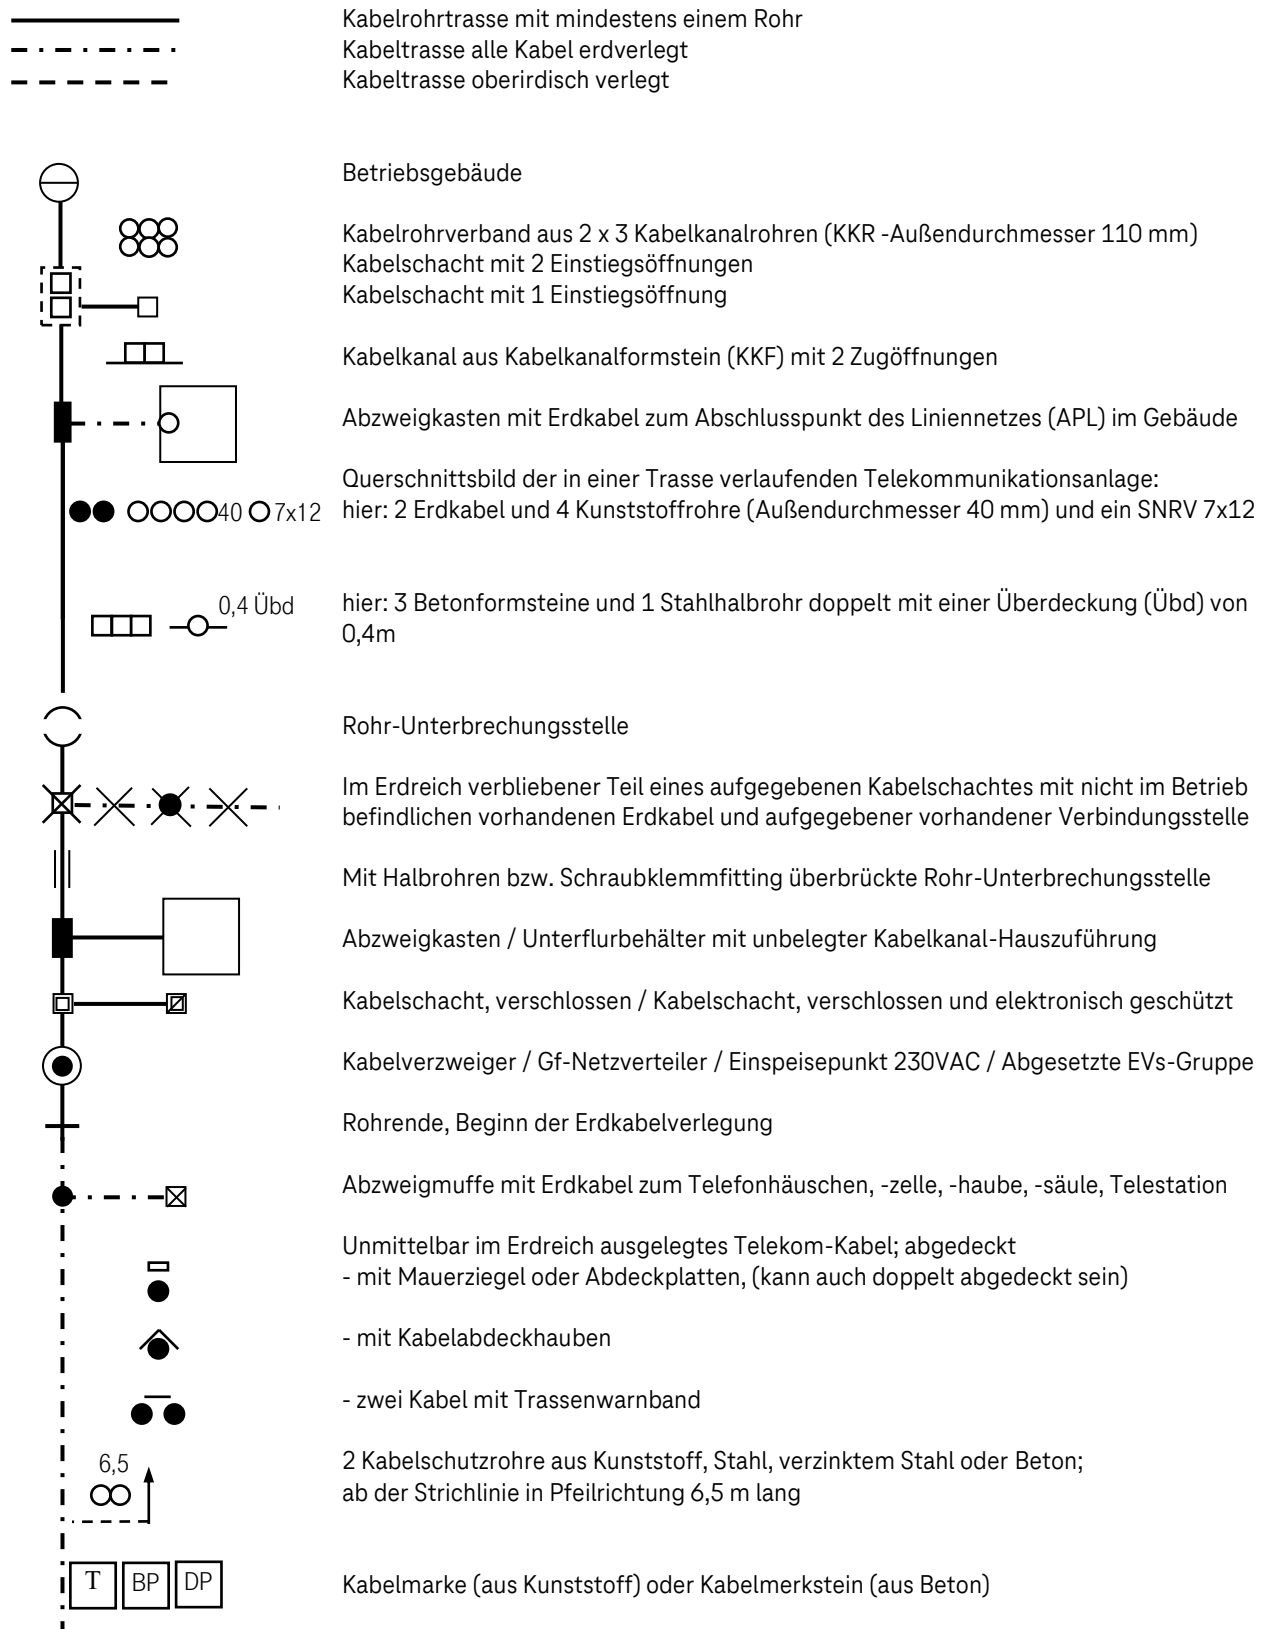 Kabelrohrtrasse mit mindestens einem Rohr
Kabeltrasse alle Kabel erdverlegt
Kabeltrasse oberirdisch verlegt
Betriebsgebäude
Kabelrohrverband aus 2 x 3 Kabelkanalrohren (KKR -Außendurchmesser 110 mm)
Kabelschacht mit 2 Einstiegsöffnungen
Kabelschacht mit 1 Einstiegsöffnung
Kabelkanal aus Kabelkanalformstein (KKF) mit 2 Zugöffnungen
Abzweigkasten mit Erdkabel zum Abschlusspunkt des Liniennetzes (APL) im Gebäude
Querschnittsbild der in einer Trasse verlaufenden Telekommunikationsanlage:
40 7x12 hier: 2 Erdkabel und 4 Kunststoffrohre (Außendurchmesser 40 mm) und ein SNRV 7x12
0,4 Übd hier: 3 Betonformsteine und 1 Stahlhalbrohr doppelt mit einer Überdeckung (Übd) von
0,4m
Rohr-Unterbrechungsstelle
Im Erdreich verbliebener Teil eines aufgegebenen Kabelschachtes mit nicht im Betrieb
befindlichen vorhandenen Erdkabel und aufgegebener vorhandener Verbindungsstelle
Mit Halbrohren bzw. Schraubklemmfitting überbrückte Rohr-Unterbrechungsstelle
Abzweigkasten / Unterflurbehälter mit unbelegter Kabelkanal-Hauszuführung
Kabelschacht, verschlossen / Kabelschacht, verschlossen und elektronisch geschützt
Kabelverzweiger / Gf-Netzverteiler / Einspeisepunkt 230VAC / Abgesetzte EVs-Gruppe
Rohrende, Beginn der Erdkabelverlegung
Abzweigmuffe mit Erdkabel zum Telefonhäuschen, -zelle, -haube, -säule, Telestation
Unmittelbar im Erdreich ausgelegtes Telekom-Kabel; abgedeckt
- mit Mauerziegel oder Abdeckplatten, (kann auch doppelt abgedeckt sein)
- mit Kabelabdeckhauben
- zwei Kabel mit Trassenwarnband
6,5 2 Kabelschutzrohre aus Kunststoff, Stahl, verzinktem Stahl oder Beton;
ab der Strichlinie in Pfeilrichtung 6,5 m lang
T BP DP Kabelmarke (aus Kunststoff) oder Kabelmerkstein (aus Beton)